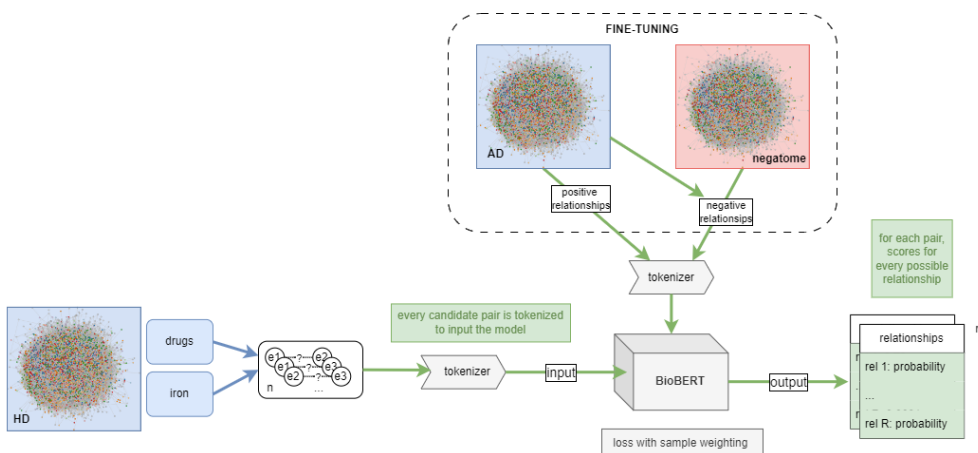 FINE-TUNING
AD
negatome
positive
relationships
negative
relationsips
for each pair,
scores for
every possible
relationship
tokenizer
every candidate pair is tokenized
to input the model
drugs
iron
HD
e1 ?.. e2
e1 ?... e3
e2 ?.. e3
n ...
tokenizer
input
BioBERT
output
relationships
rel 1: probability
...
rel R: probability
loss with sample weighting